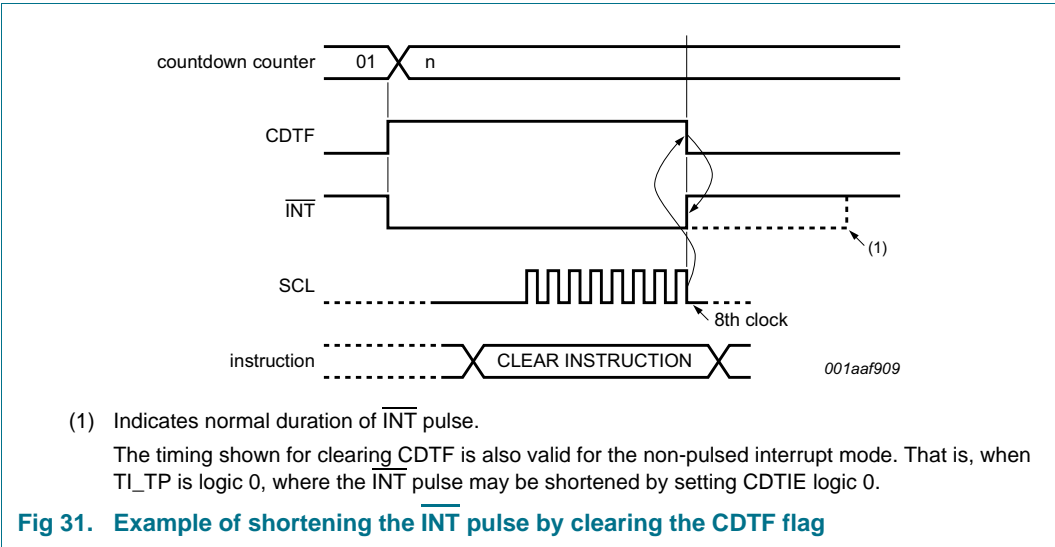 countdown counter 01 n
CDTF
INT
(1)
SCL
8th clock
instruction CLEAR INSTRUCTION
001aaf909
(1) Indicates normal duration of INT pulse.
The timing shown for clearing CDTF is also valid for the non-pulsed interrupt mode. That is, when
TI_TP is logic 0, where the INT pulse may be shortened by setting CDTIE logic 0.
Fig 31. Example of shortening the INT pulse by clearing the CDTF flag